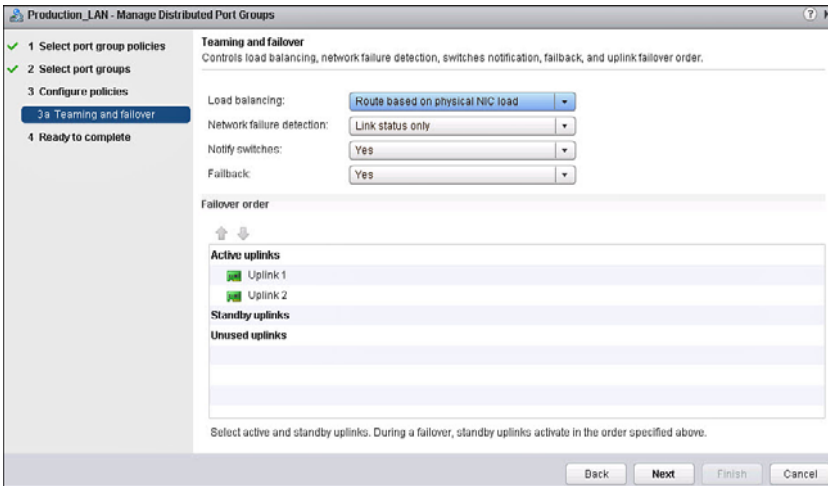 Production_LAN - Manage Distributed Port Groups
?
1 Select port group policies
2 Select port groups
3 Configure policies
3a Teaming and failover
4 Ready to complete
Teaming and failover
Controls load balancing, network failure detection, switches notification, failback, and uplink failover order.
Load balancing: Route based on physical NIC load
Network failure detection: Link status only
Notify switches: Yes
Failback: Yes
Failover order
Active uplinks
Uplink 1
Uplink 2
Standby uplinks
Unused uplinks
Select active and standby uplinks. During a failover, standby uplinks activate in the order specified above.
Back Next Finish Cancel